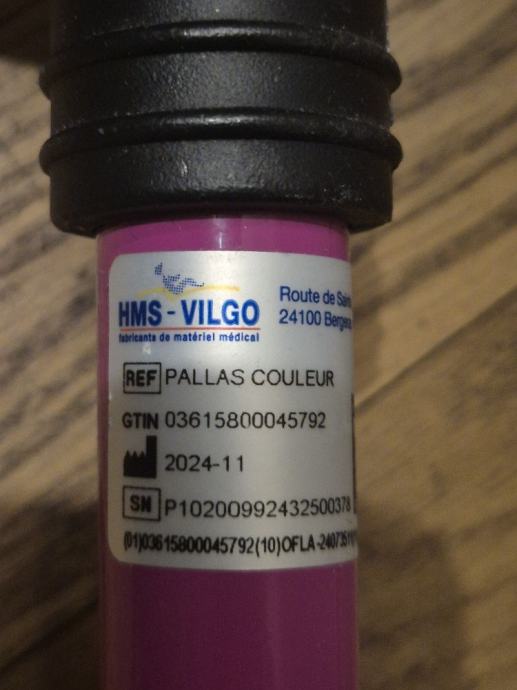 HMS - VILGO
fabricants de matériel médical
Route de
24100
REF PALLAS COULEUR
GTIN 03615800045792
2024-11
SN P10200992432500378
(01)03615800045792(10)OFLA-240735